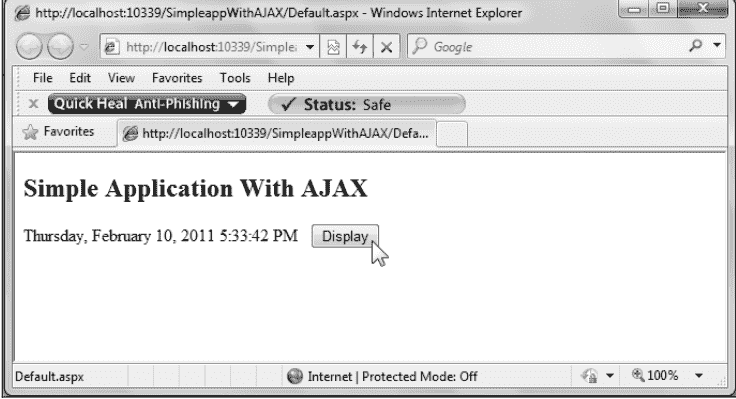 http://localhost:10339/SimpleappWithAJAX/Default.aspx - Windows Internet Explorer
http://localhost:10339/Simple
Google
File Edit View Favorites Tools Help
Quick Heal Anti-Phishing Status: Safe
Favorites http://localhost:10339/SimpleappWithAJAX/Defa...
Simple Application With AJAX
Thursday, February 10, 2011 5:33:42 PM Display
Default.aspx Internet | Protected Mode: Off 100%